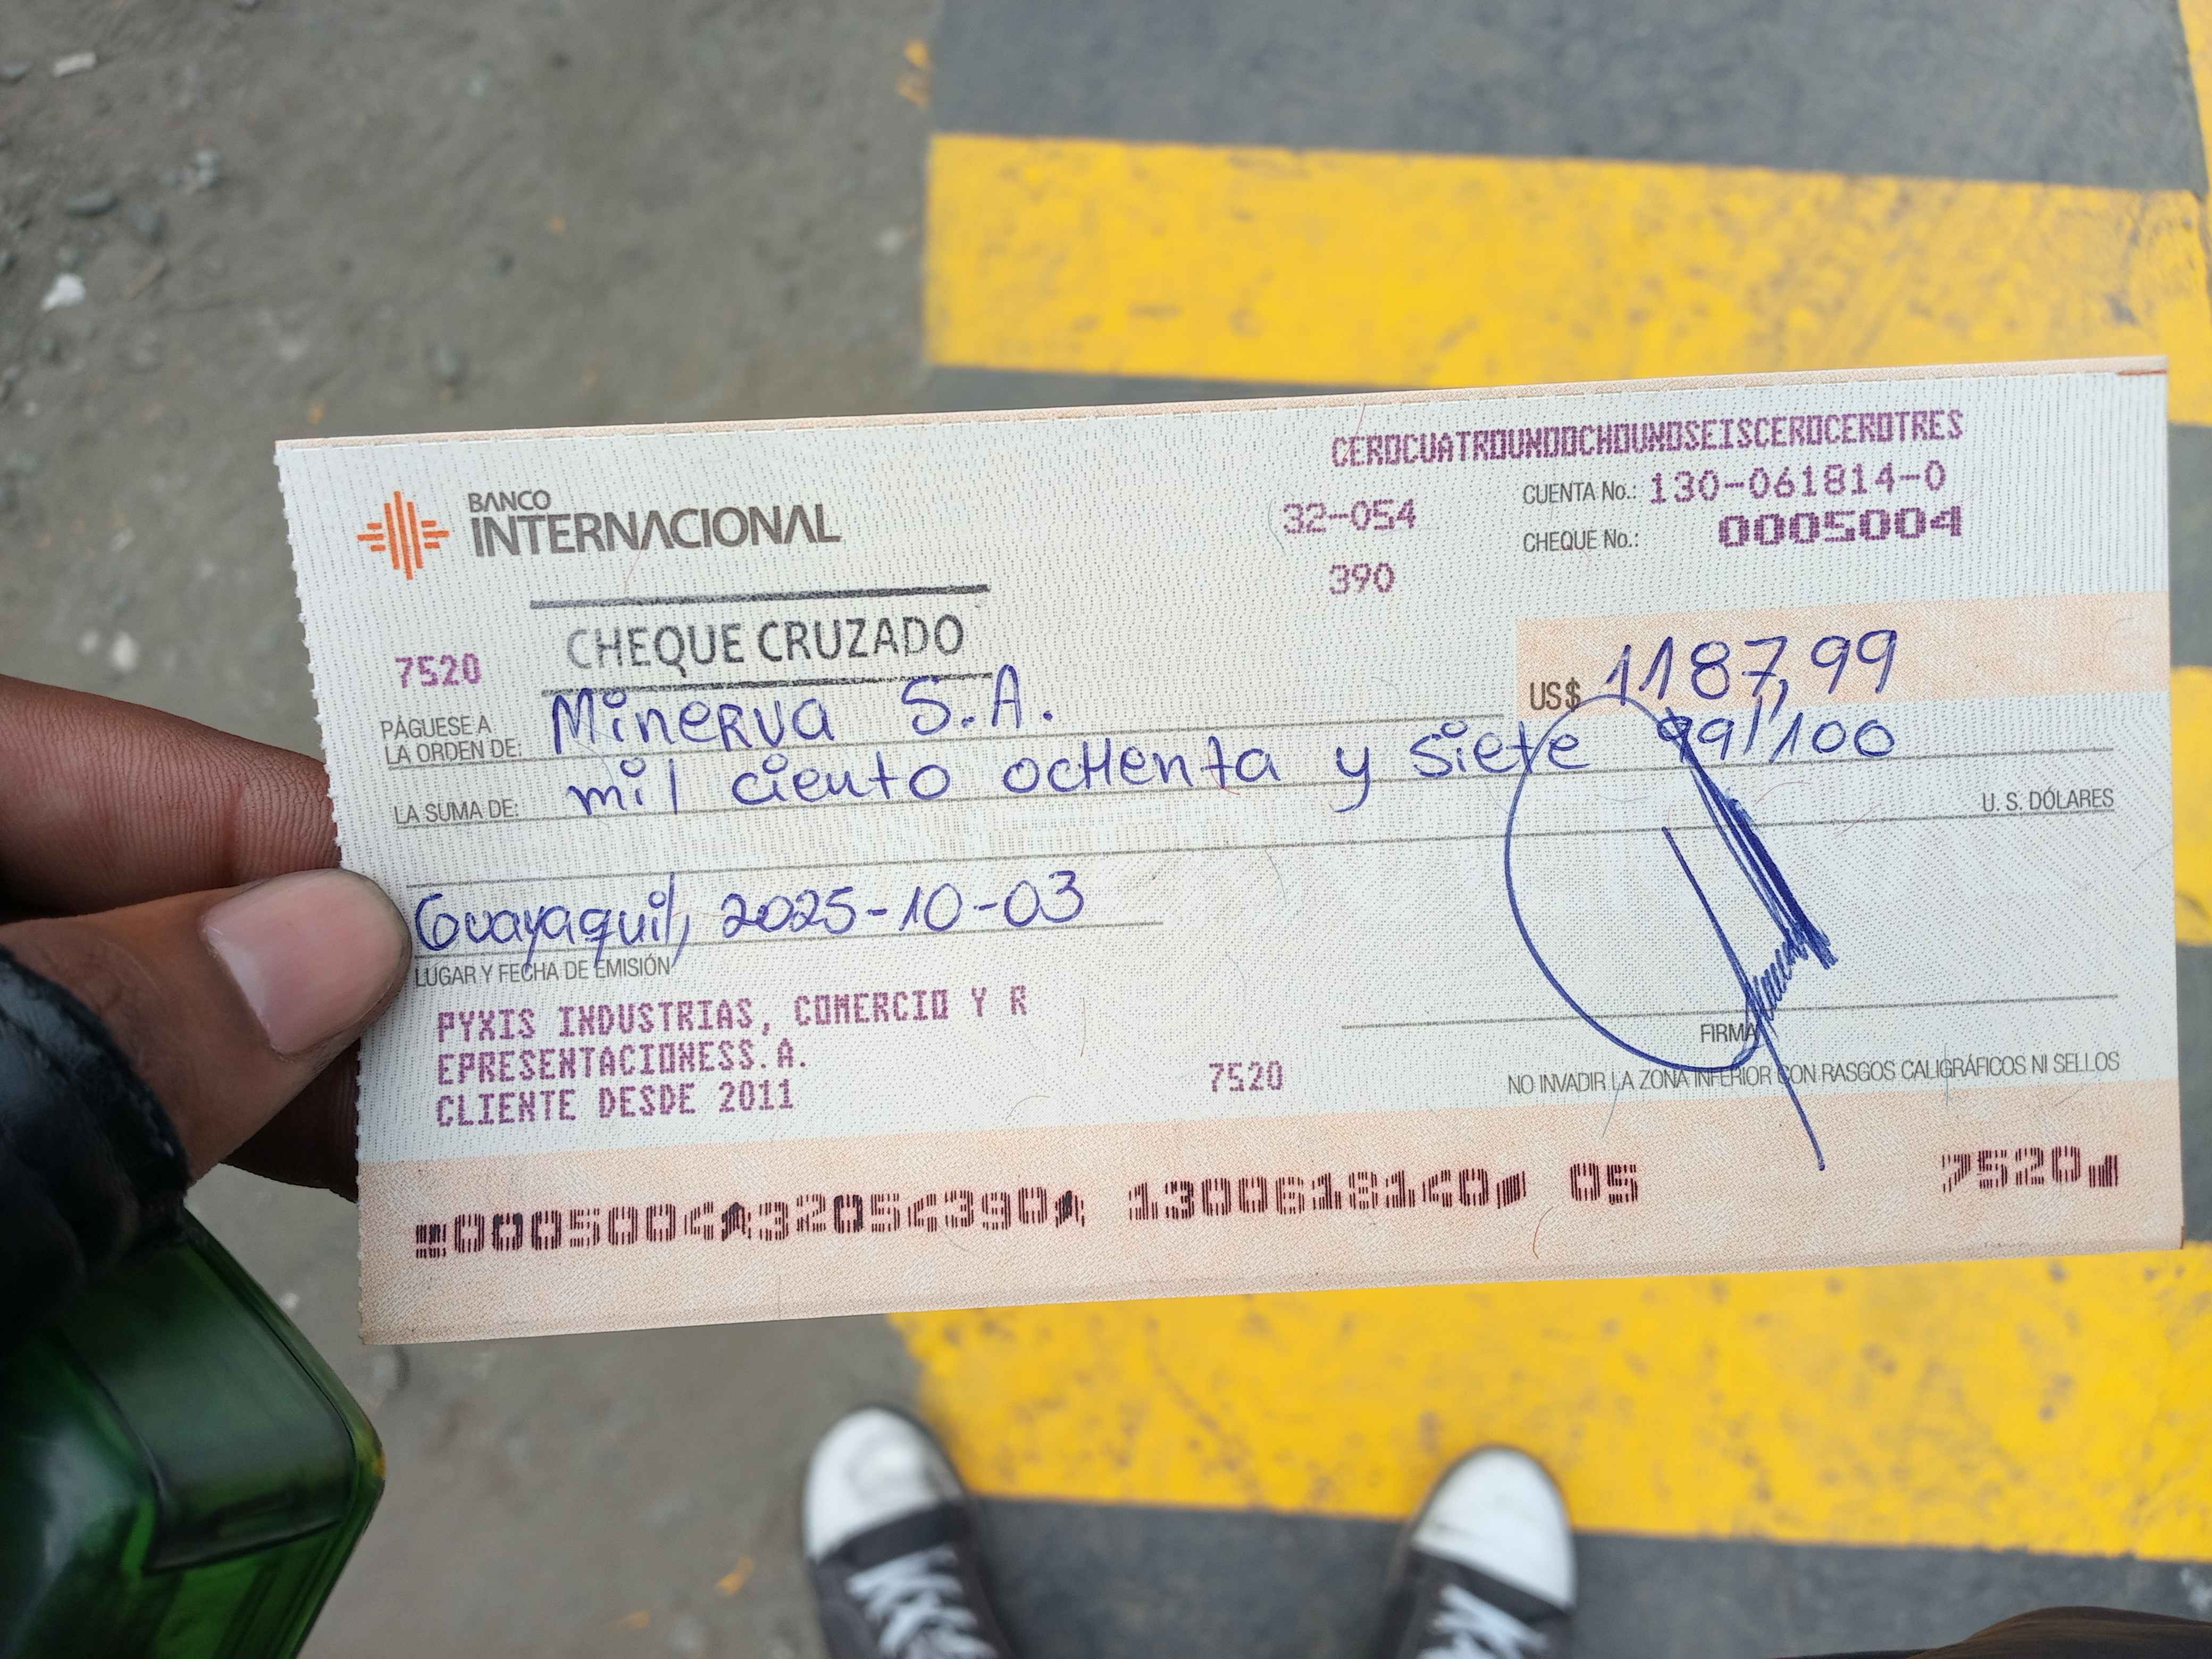 BANCO
INTERNACIONAL
CEROCUATROUNOOCHOUNOSEISCEROCEROTRES
32-054
390
CUENTA No.: 130-061814-0
CHEQUE No.: 0005004
CHEQUE CRUZADO
7520
US$ 1187,99
PÁGUESE A
LA ORDEN DE: Minerva S.A.
LA SUMA DE: mil ciento ocHenta y siete 99/100
U. S. DÓLARES
Guayaquil, 2025-10-03
LUGAR Y FECHA DE EMISIÓN
PYXIS INDUSTRIAS, COMERCIO Y R
EPRESENTACIONESS.A.
CLIENTE DESDE 2011
7520
FIRMA
NO INVADIR LA ZONA INFERIOR CON RASGOS CALIGRÁFICOS NI SELLOS
0005004 32054390 1300618140 05 7520